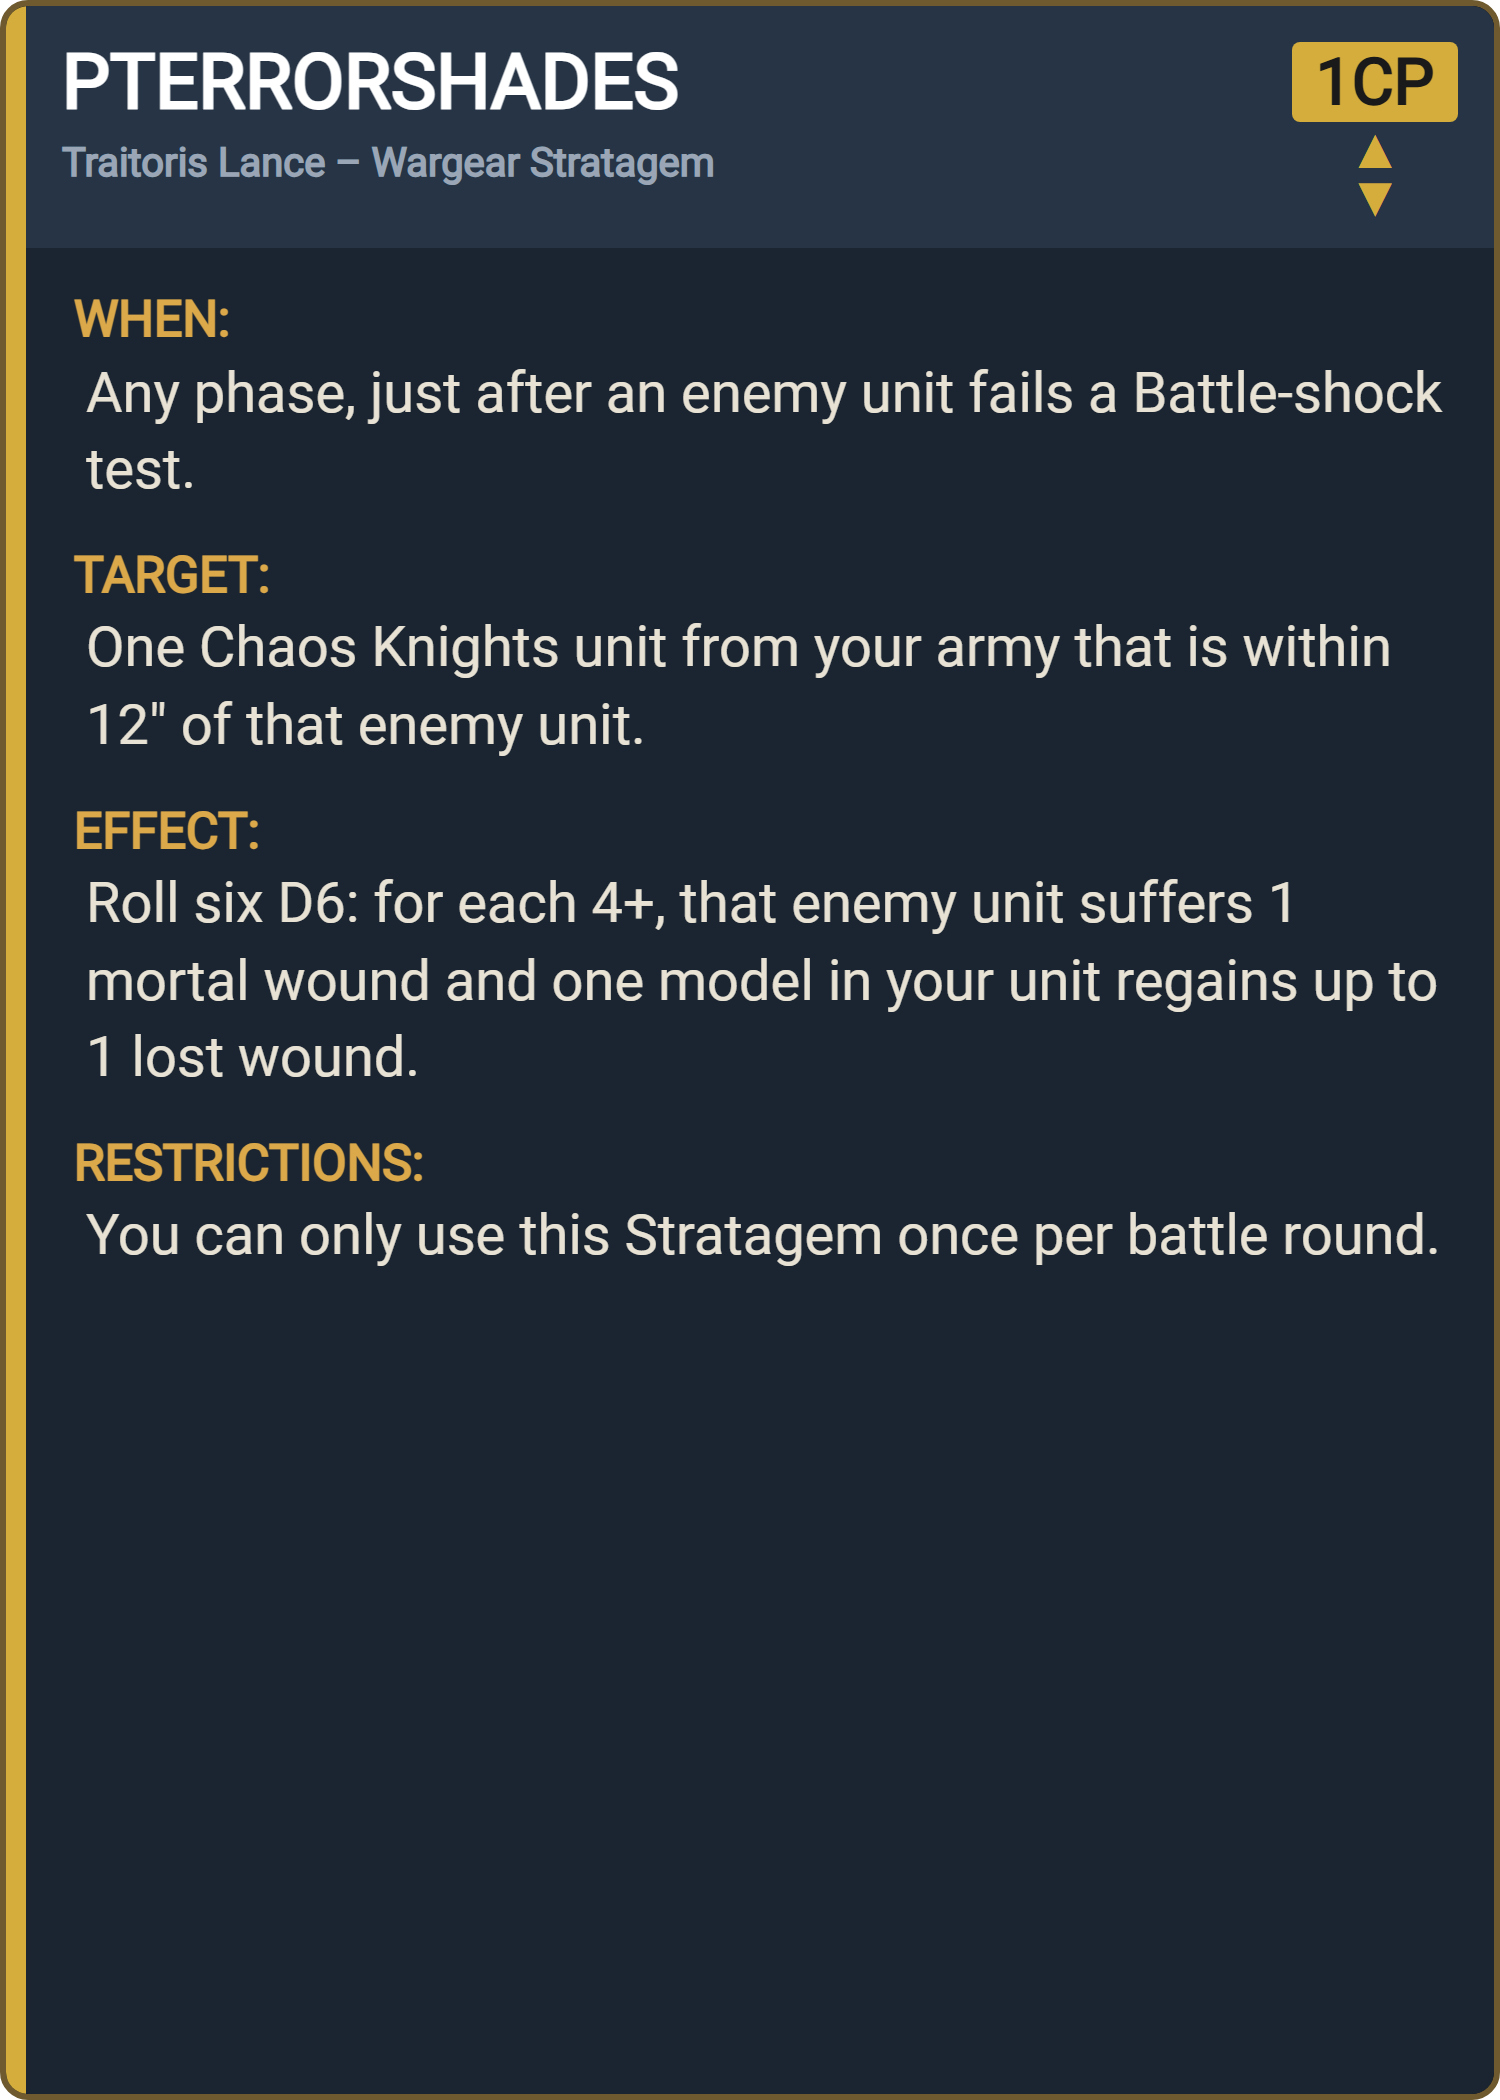 PTERRORSHADES
1CP
Traitoris Lance – Wargear Stratagem
WHEN:
Any phase, just after an enemy unit fails a Battle-shock
test.
TARGET:
One Chaos Knights unit from your army that is within
12" of that enemy unit.
EFFECT:
Roll six D6: for each 4+, that enemy unit suffers 1
mortal wound and one model in your unit regains up to
1 lost wound.
RESTRICTIONS:
You can only use this Stratagem once per battle round.